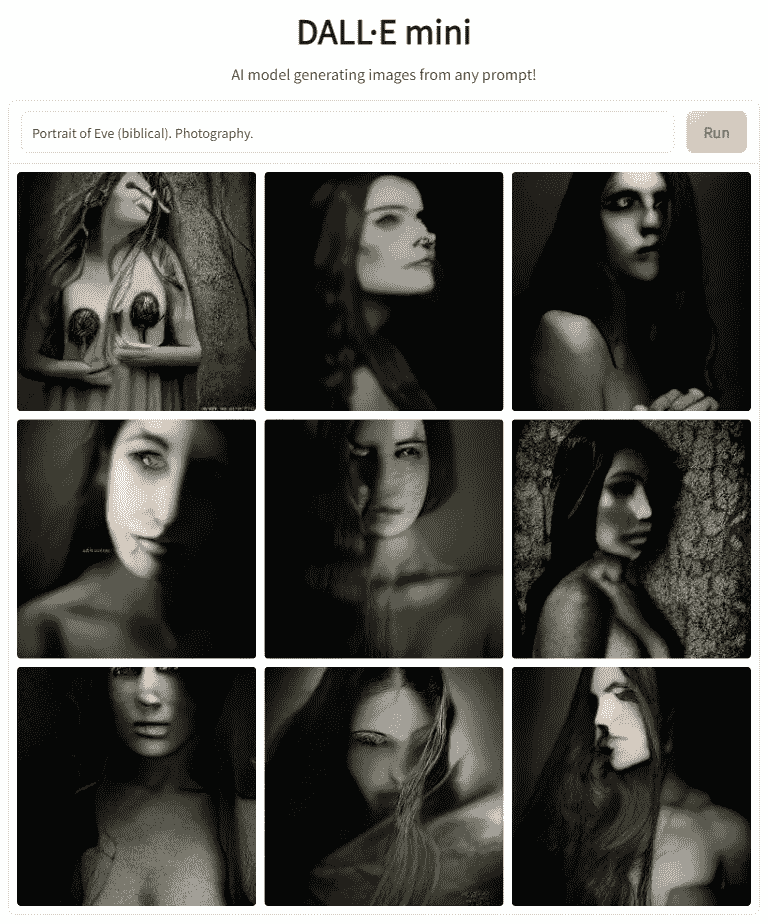 DALL·E mini
AI model generating images from any prompt!
Portrait of Eve (biblical). Photography.
Run